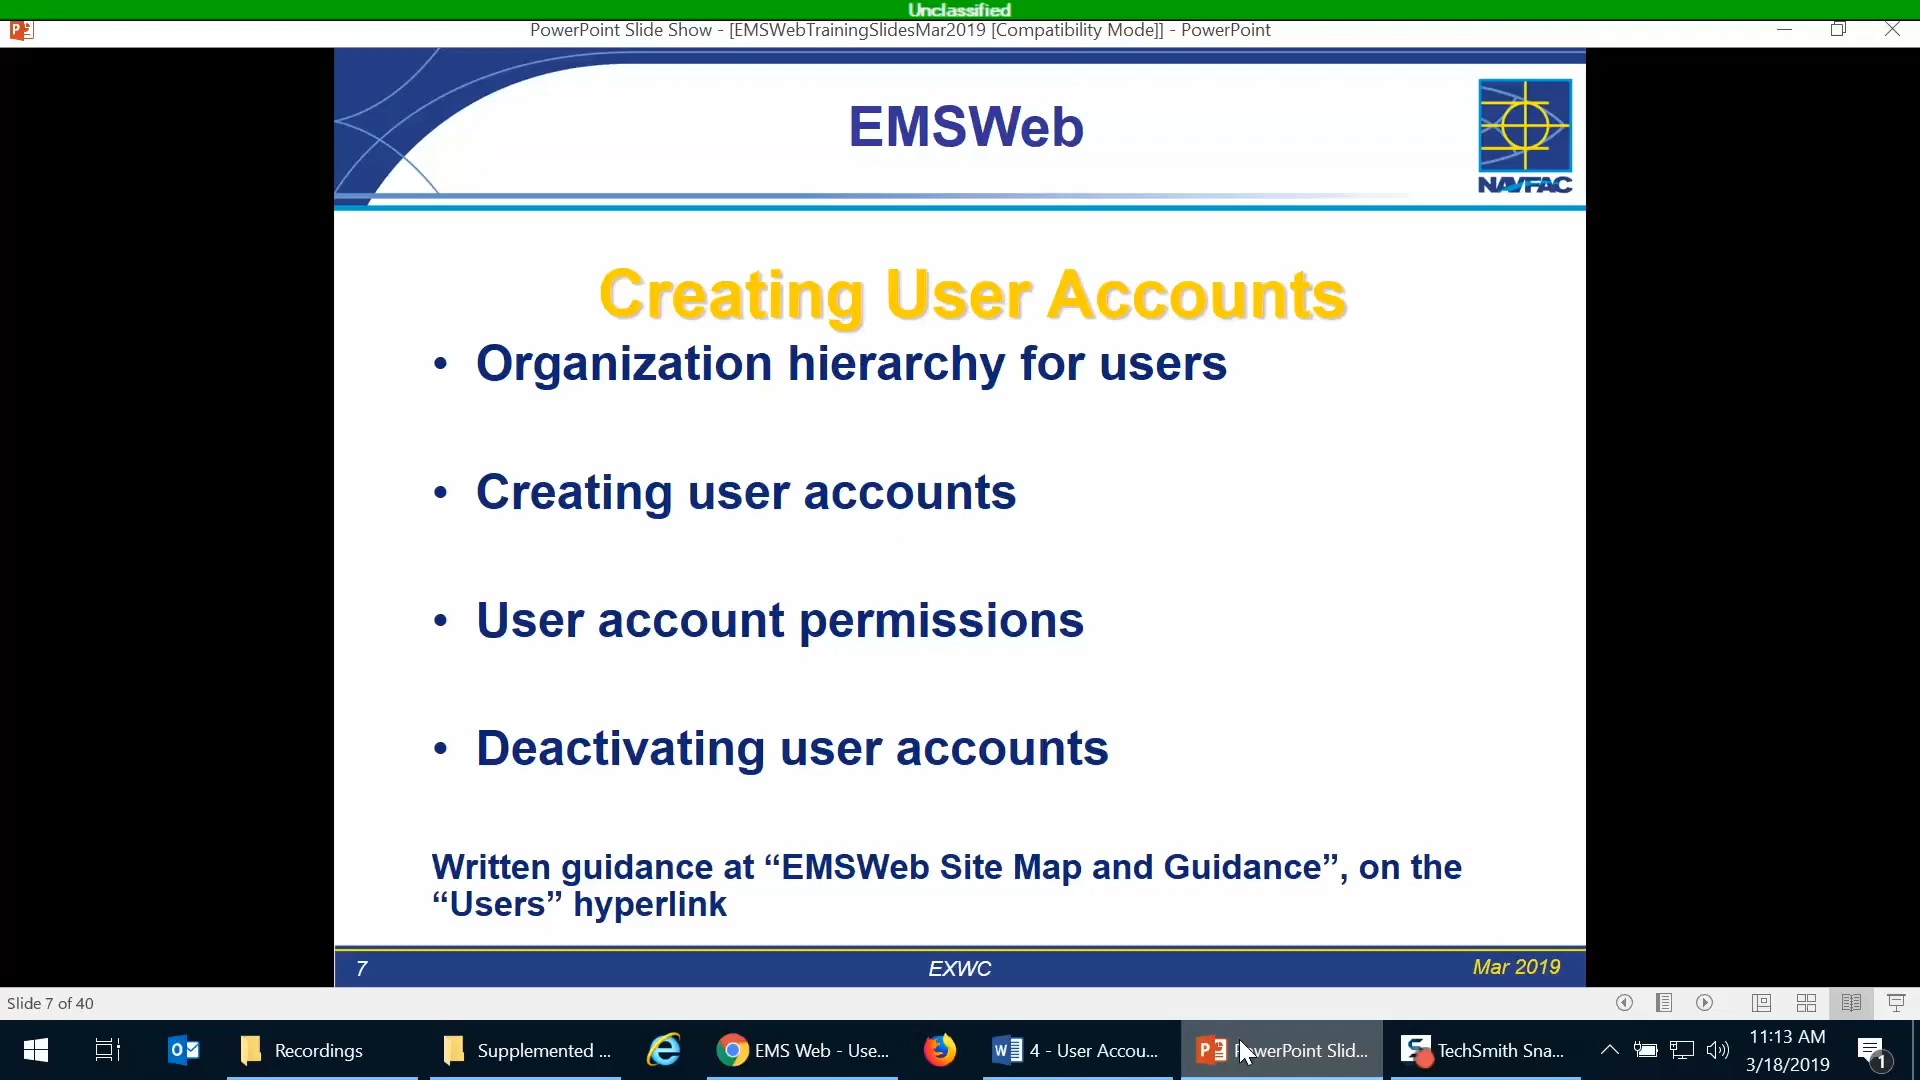 Unclassified
PowerPoint Slide Show - [EMSWebTrainingSlidesMar2019 [Compatibility Mode]] - PowerPoint
EMSWeb
NAVFAC
Creating User Accounts
• Organization hierarchy for users
• Creating user accounts
• User account permissions
• Deactivating user accounts
Written guidance at “EMSWeb Site Map and Guidance”, on the
“Users” hyperlink
7 EXWC Mar 2019
Slide 7 of 40
Recordings Supplemented ... EMS Web - Use... 4 - User Accou... PowerPoint Slid... TechSmith Sna... 11:13 AM
3/18/2019 1